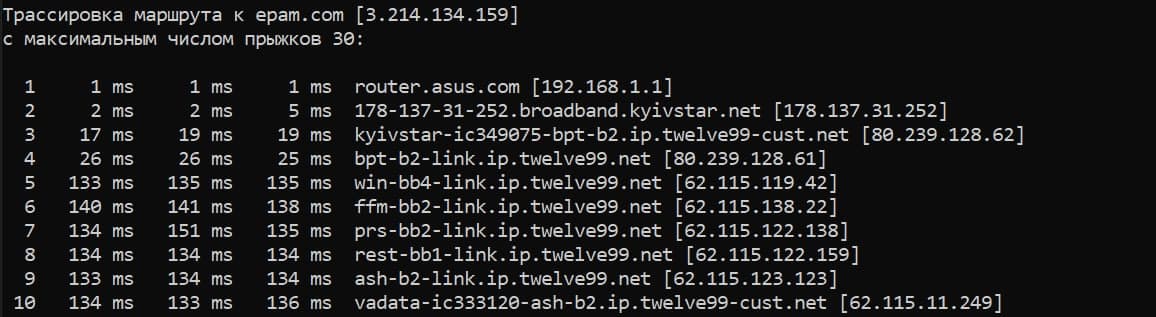 Трассировка маршрута к epam.com [3.214.134.159]
с максимальным числом прыжков 30:
1 1 ms 1 ms 1 ms router.asus.com [192.168.1.1]
2 2 ms 2 ms 5 ms 178-137-31-252.broadband.kyivstar.net [178.137.31.252]
3 17 ms 19 ms 19 ms kyivstar-ic349075-bpt-b2.ip.twelve99-cust.net [80.239.128.62]
4 26 ms 26 ms 25 ms bpt-b2-link.ip.twelve99.net [80.239.128.61]
5 133 ms 135 ms 135 ms win-bb4-link.ip.twelve99.net [62.115.119.42]
6 140 ms 141 ms 138 ms ffm-bb2-link.ip.twelve99.net [62.115.138.22]
7 134 ms 151 ms 135 ms prs-bb2-link.ip.twelve99.net [62.115.122.138]
8 134 ms 134 ms 134 ms rest-bb1-link.ip.twelve99.net [62.115.122.159]
9 133 ms 134 ms 134 ms ash-b2-link.ip.twelve99.net [62.115.123.123]
10 134 ms 133 ms 136 ms vadata-ic333120-ash-b2.ip.twelve99-cust.net [62.115.11.249]